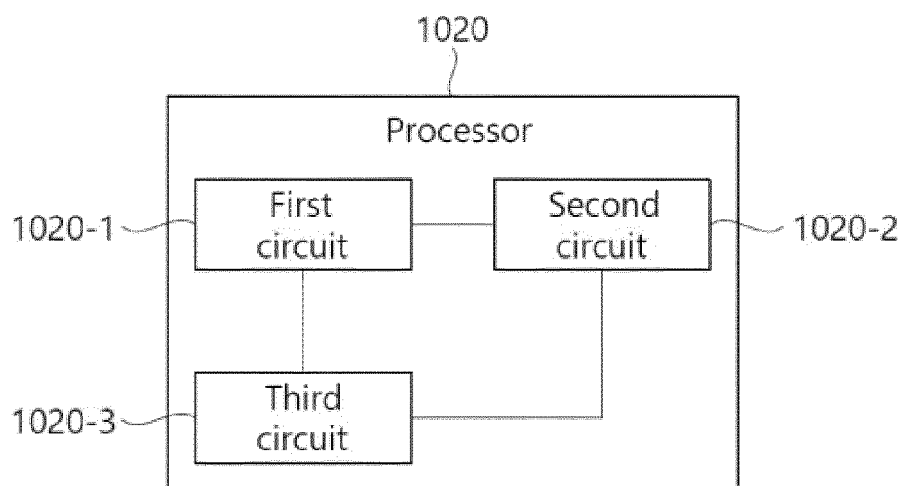 1020
Processor
First
circuit
Second
circuit
1020-1
1020-2
Third
circuit
1020-3